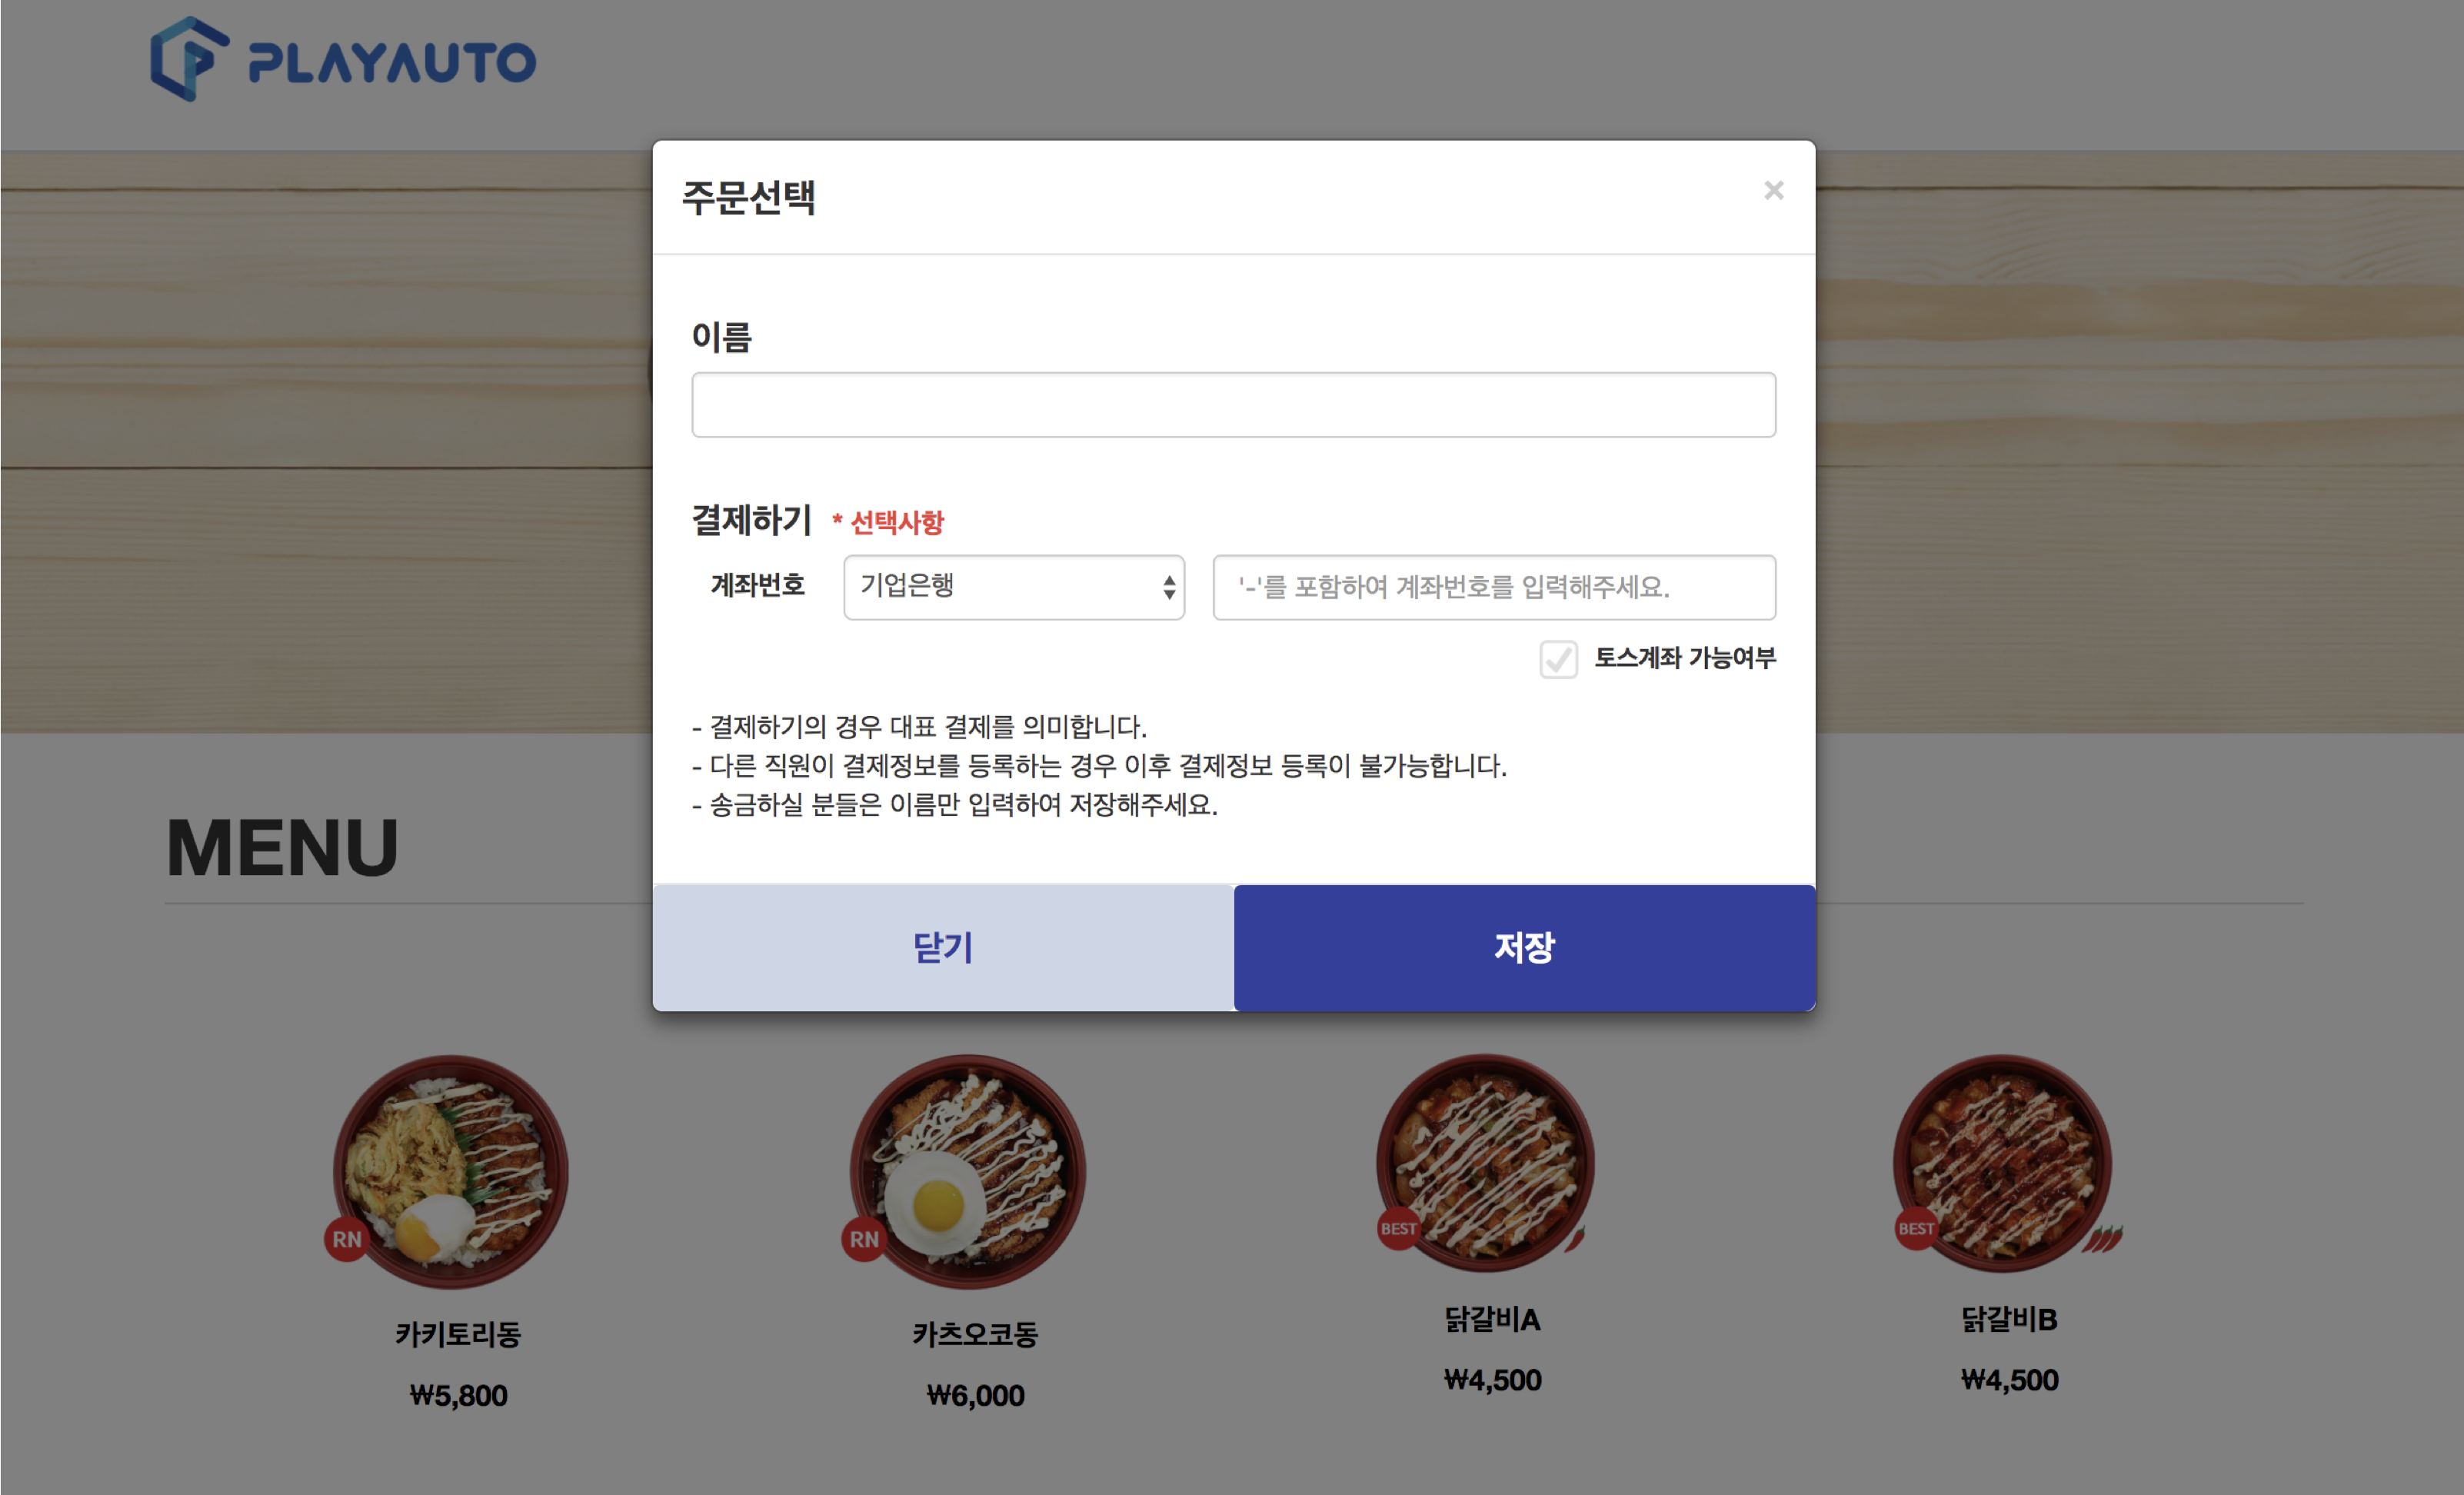 PLAYAUTO
주문선택
×
이름
결제하기 * 선택사항
계좌번호 기업은행 '-'를 포함하여 계좌번호를 입력해주세요.
토스계좌 가능여부
- 결제하기의 경우 대표 결제를 의미합니다.
- 다른 직원이 결제정보를 등록하는 경우 이후 결제정보 등록이 불가능합니다.
- 송금하실 분들은 이름만 입력하여 저장해주세요.
닫기 저장
MENU
RN RN BEST BEST
카키토리동 카츠오코동 닭갈비A 닭갈비B
₩5,800 ₩6,000 ₩4,500 ₩4,500